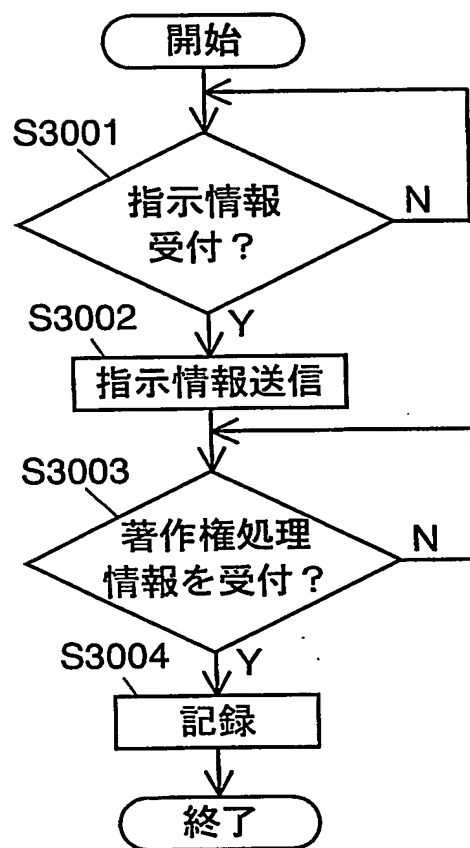 開始
S3001
指示情報
受付？
N
Y
S3002
指示情報送信
S3003
著作権処理
情報を受付？
N
Y
S3004
記録
終了